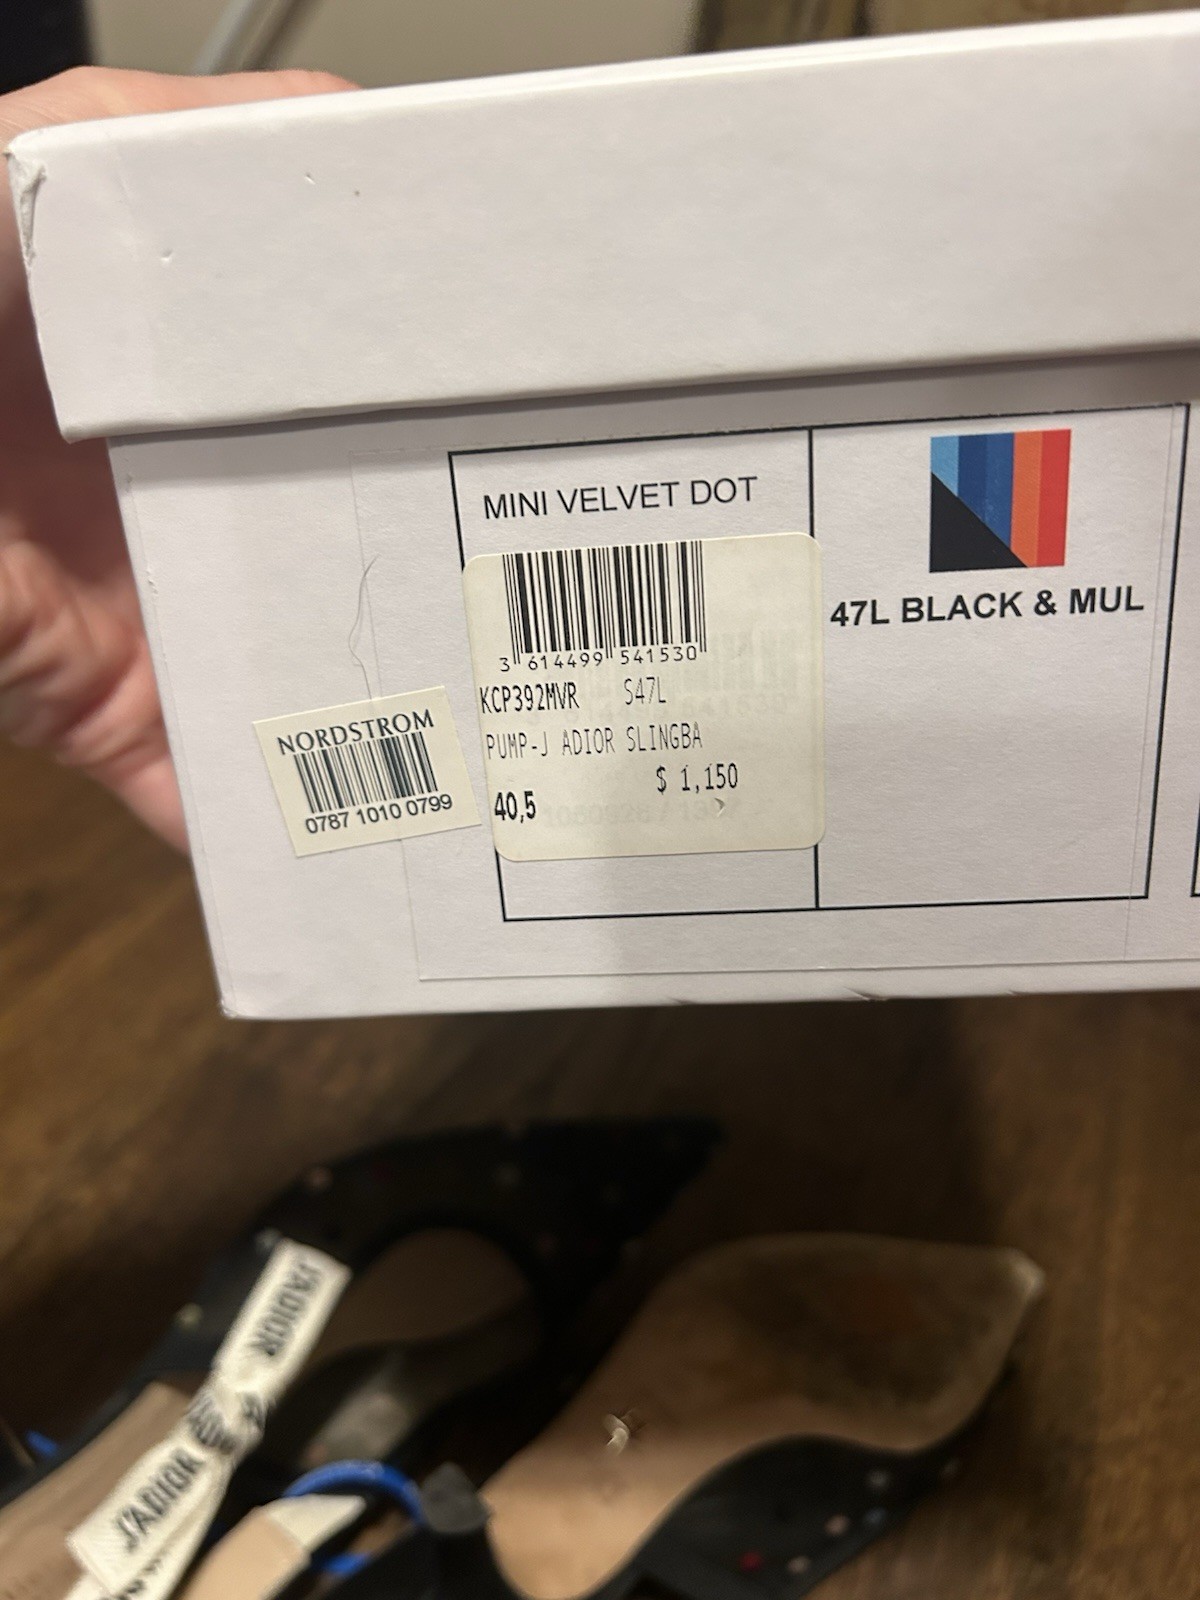 MINI VELVET DOT
47L BLACK & MUL
3 614499 541530
KCP392MVR S47L
PUMP-J ADIOR SLINGBA
$ 1,150
40,5
NORDSTROM
0787 1010 0799
J'ADIOR
J'ADIOR